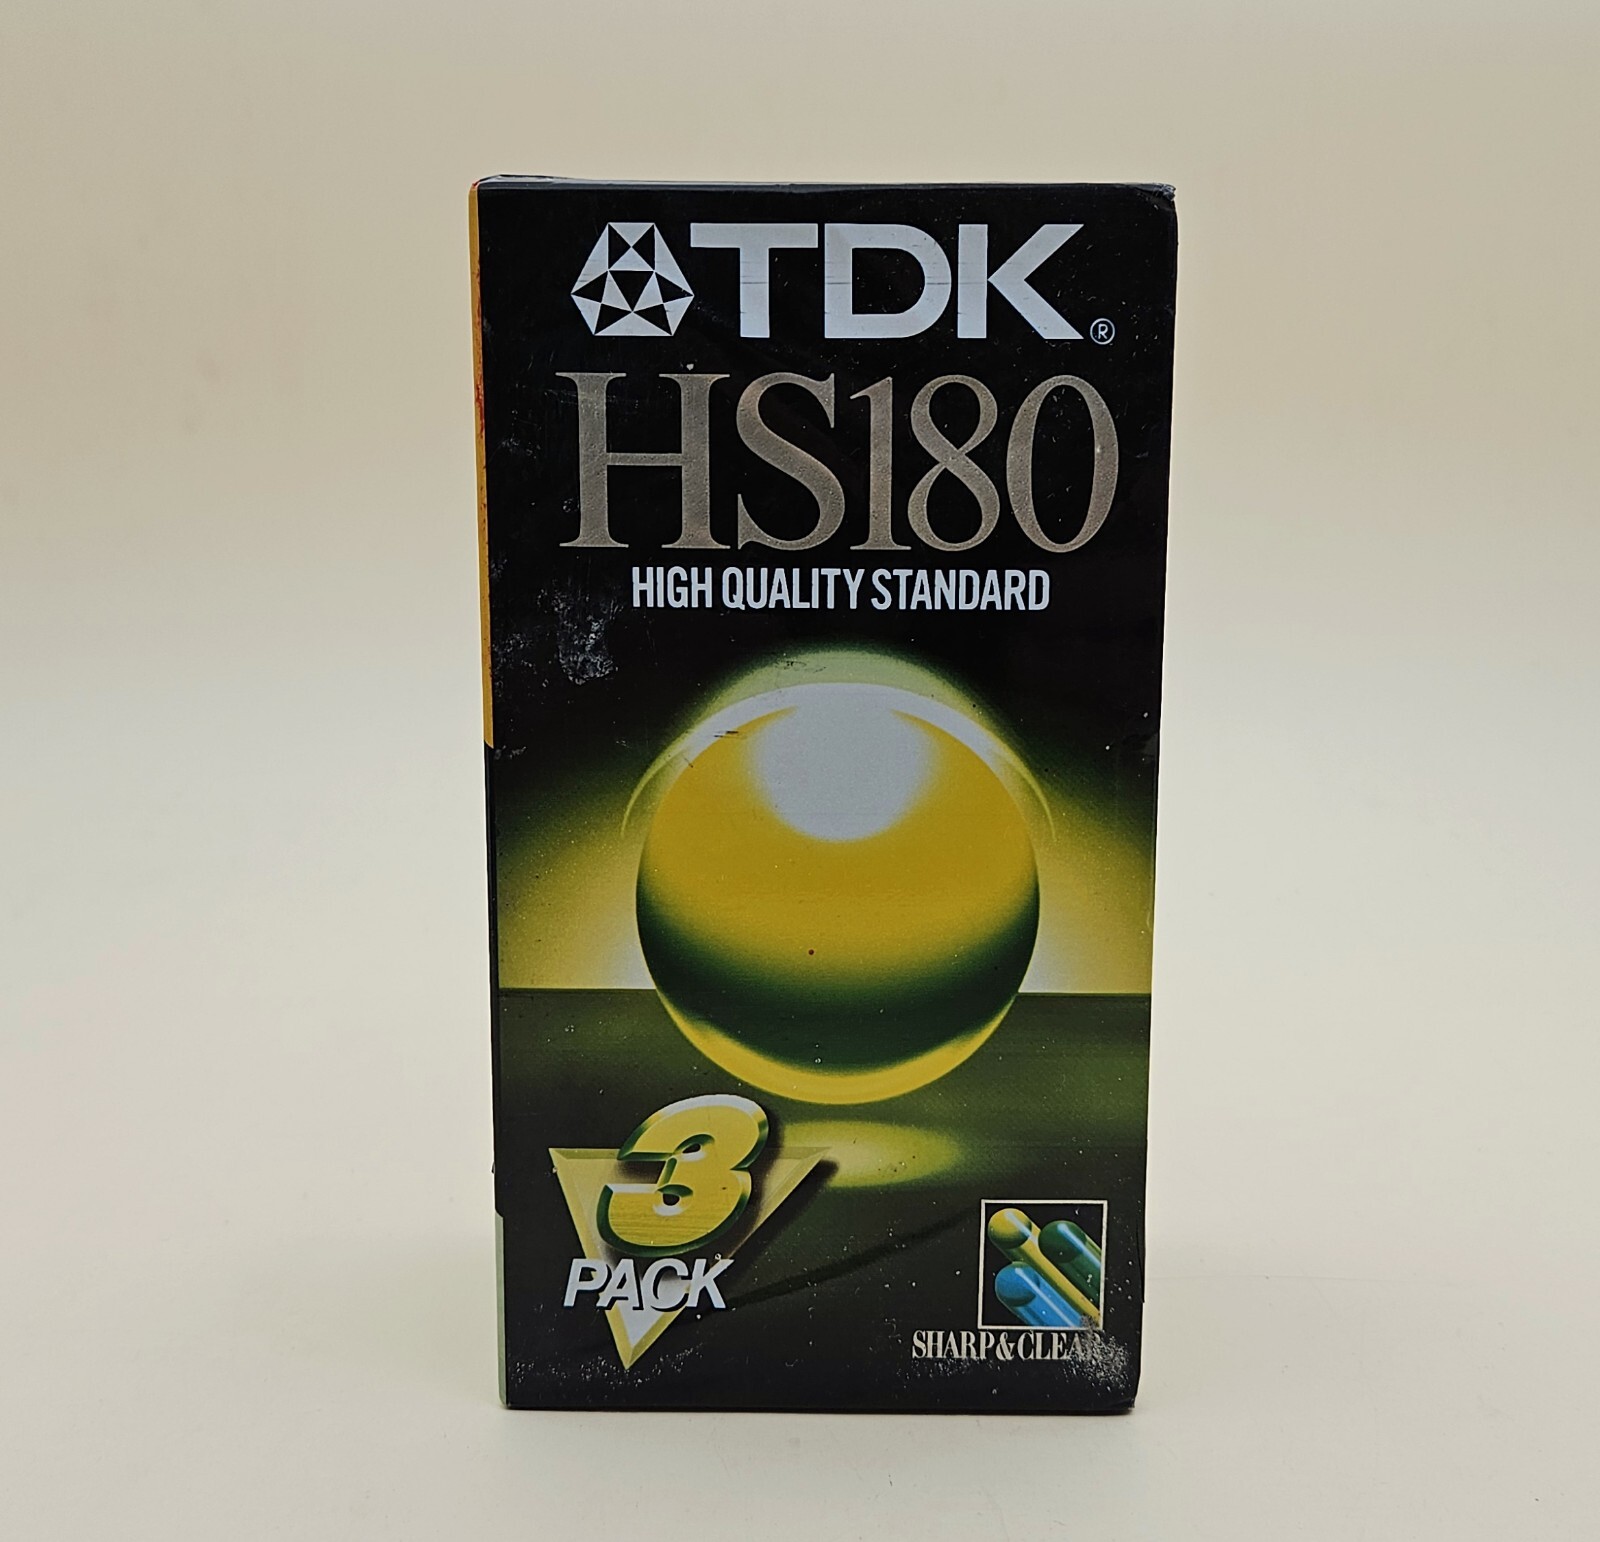 TDK®
HS180
HIGH QUALITY STANDARD
3
PACK
SHARP&CLEAR